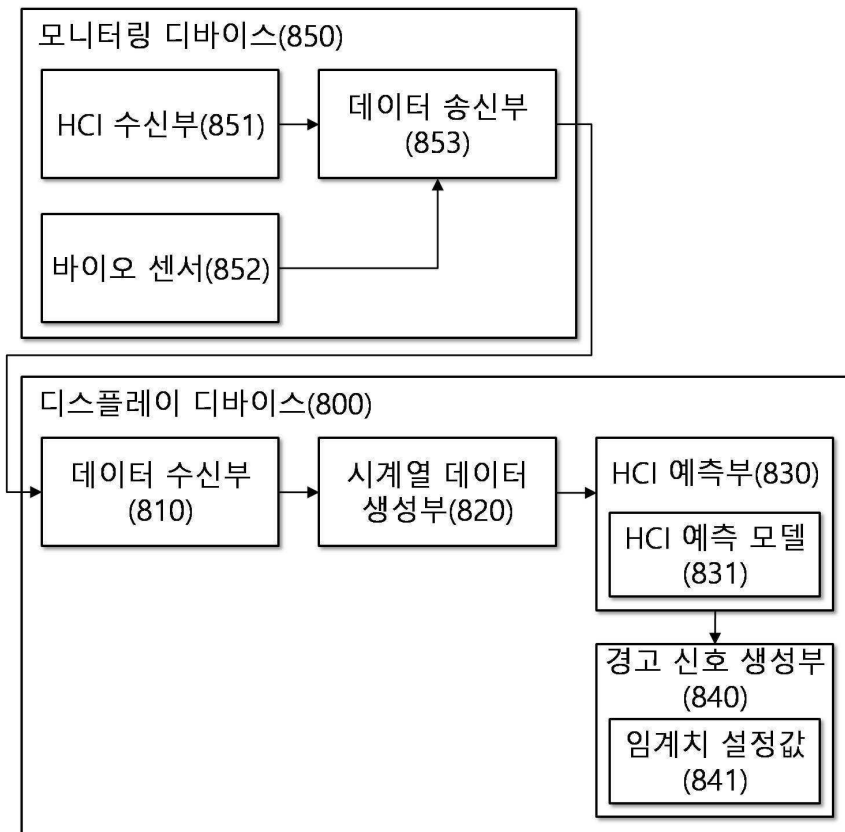 모니터링 디바이스(850)
HCI 수신부(851)
데이터 송신부
(853)
바이오 센서(852)
디스플레이 디바이스(800)
데이터 수신부
(810)
시계열 데이터
생성부(820)
HCI 예측부(830)
HCI 예측 모델
(831)
경고 신호 생성부
(840)
임계치 설정값
(841)